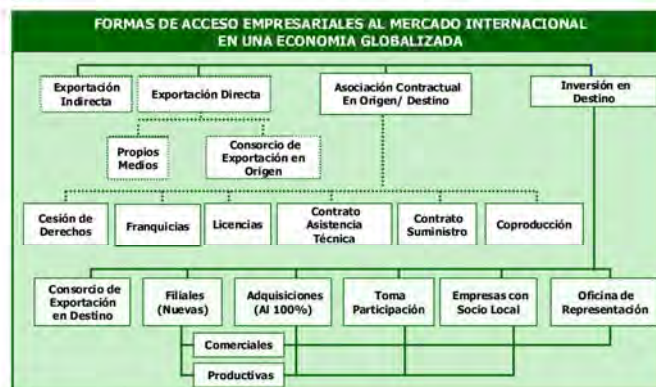 FORMAS DE ACCESO EMPRESARIALES AL MERCADO INTERNACIONAL
EN UNA ECONOMIA GLOBALIZADA
Exportación
Indirecta
Exportación Directa
Asociación Contractual
En Origen/ Destino
Inversión en
Destino
Propios
Medios
Consorcio de
Exportación en
Origen
Cesión de
Derechos
Franquicias
Licencias
Contrato
Asistencia
Técnica
Contrato
Suministro
Coproducción
Consorcio de
Exportación
en Destino
Filiales
(Nuevas)
Adquisiciones
(Al 100%)
Toma
Participación
Empresas con
Socio Local
Oficina de
Representación
Comerciales
Productivas